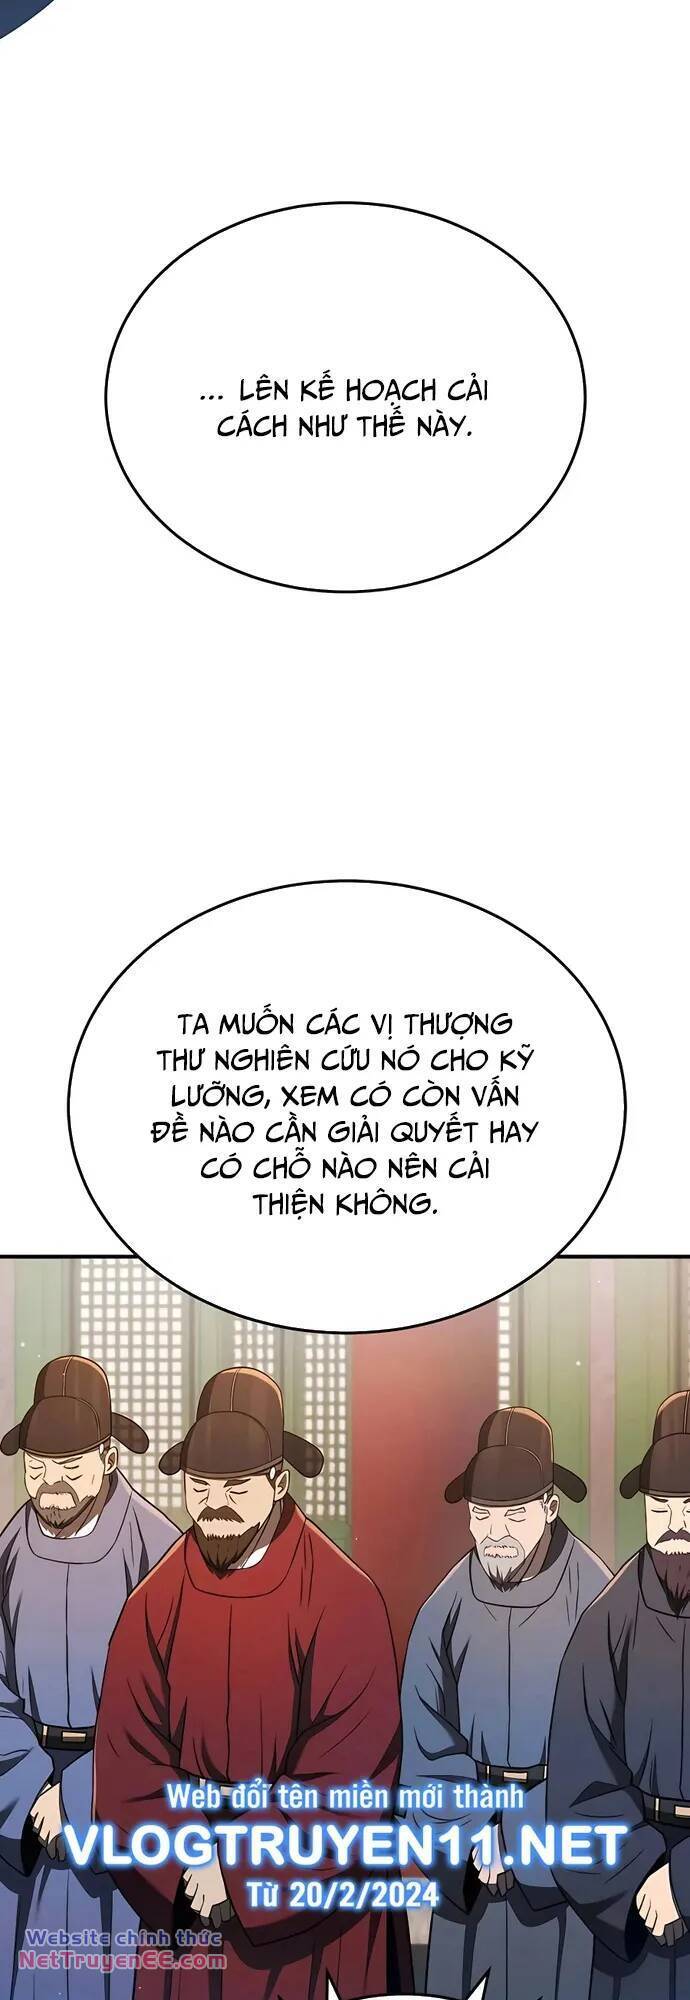 ... LÊN KẾ HOẠCH CẢI
CÁCH NHƯ THẾ NÀY.
TA MUỐN CÁC VỊ THƯỢNG
THƯ NGHIÊN CỨU NÓ CHO KỸ
LƯỠNG, XEM CÓ CÒN VẤN
ĐỀ NÀO CẦN GIẢI QUYẾT HAY
CÓ CHỖ NÀO NÊN CẢI
THIỆN KHÔNG.
Web đổi tên miền mới thành
VLOGTRUYEN11.NET
Từ 20/2/2024
Website chính thức
NetTruyenEE.com